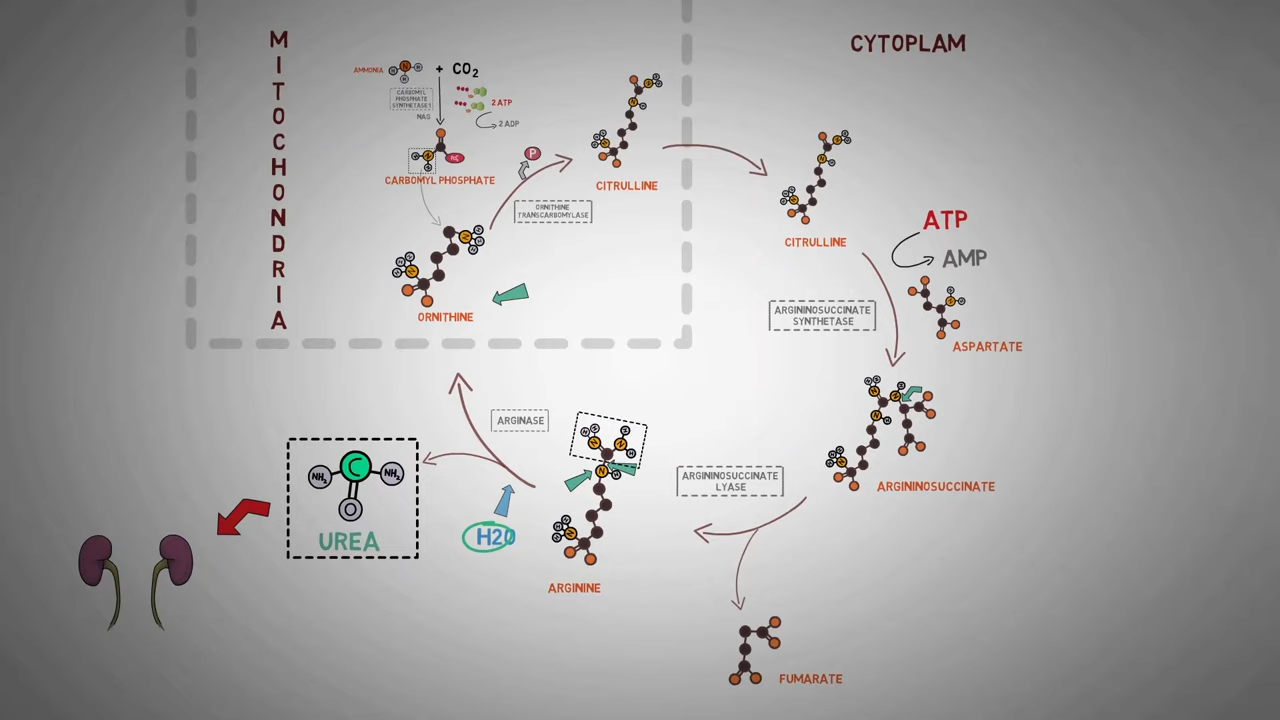 MITOCHONDRIA
CYTOPLAM
AMMONIA
+ CO2
CARBOMYL
PHOSPHATE
SYNTHETASE 1
NAG
2 ATP
2 ADP
CARBOMYL PHOSPHATE
P
CITRULLINE
ORNITHINE
TRANSCARBOMYLASE
ORNITHINE
CITRULLINE
ATP
AMP
ARGININOSUCCINATE
SYNTHETASE
ASPARTATE
ARGININOSUCCINATE
ARGININOSUCCINATE
LYASE
FUMARATE
ARGININE
ARGINASE
H2O
NH2
C
NH2
O
UREA